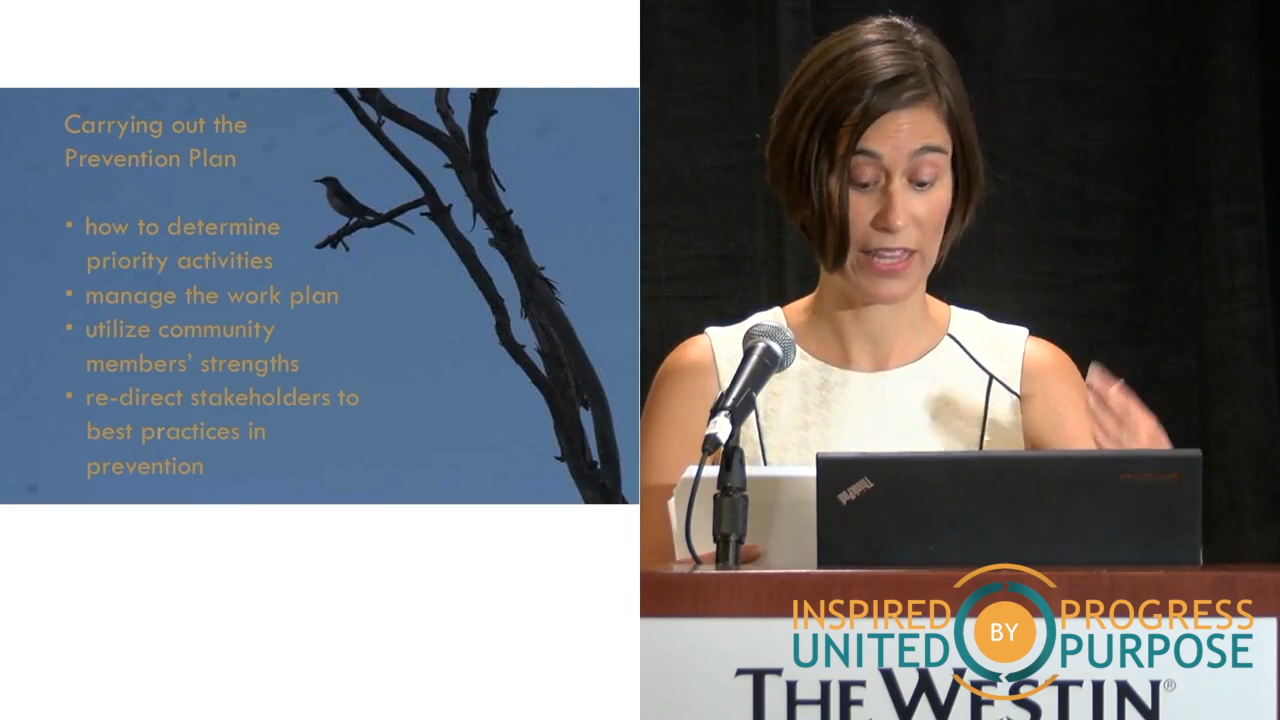 Carrying out the
Prevention Plan
• how to determine
priority activities
• manage the work plan
• utilize community
members’ strengths
• re-direct stakeholders to
best practices in
prevention
ThinkPad
INSPIRED BY PROGRESS
UNITED PURPOSE
THE WESTIN®